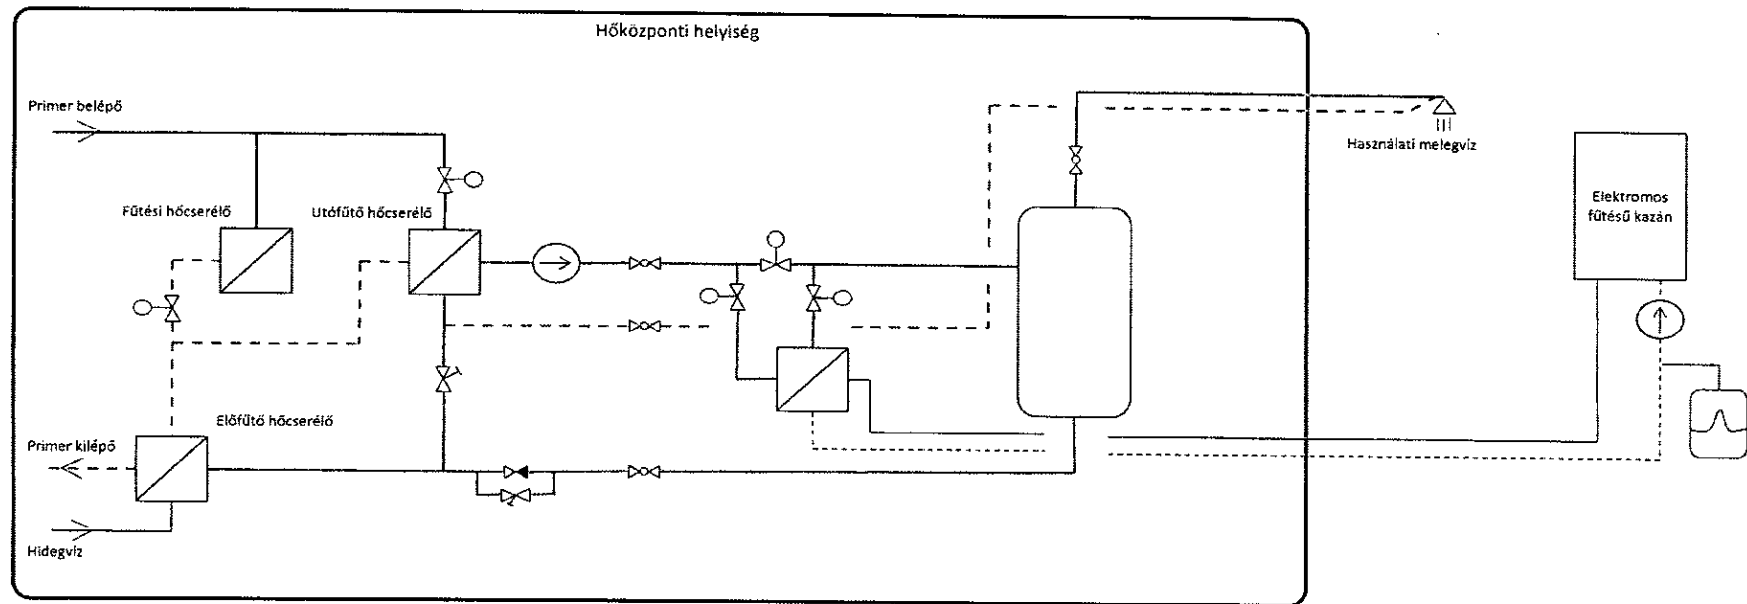 Hőközponti helyiség
Primer belépő
Használati melegvíz
Elektromos
fűtésű kazán
Fűtési hőcserélő
Utófűtő hőcserélő
Előfűtő hőcserélő
Primer kilépő
Hidegvíz